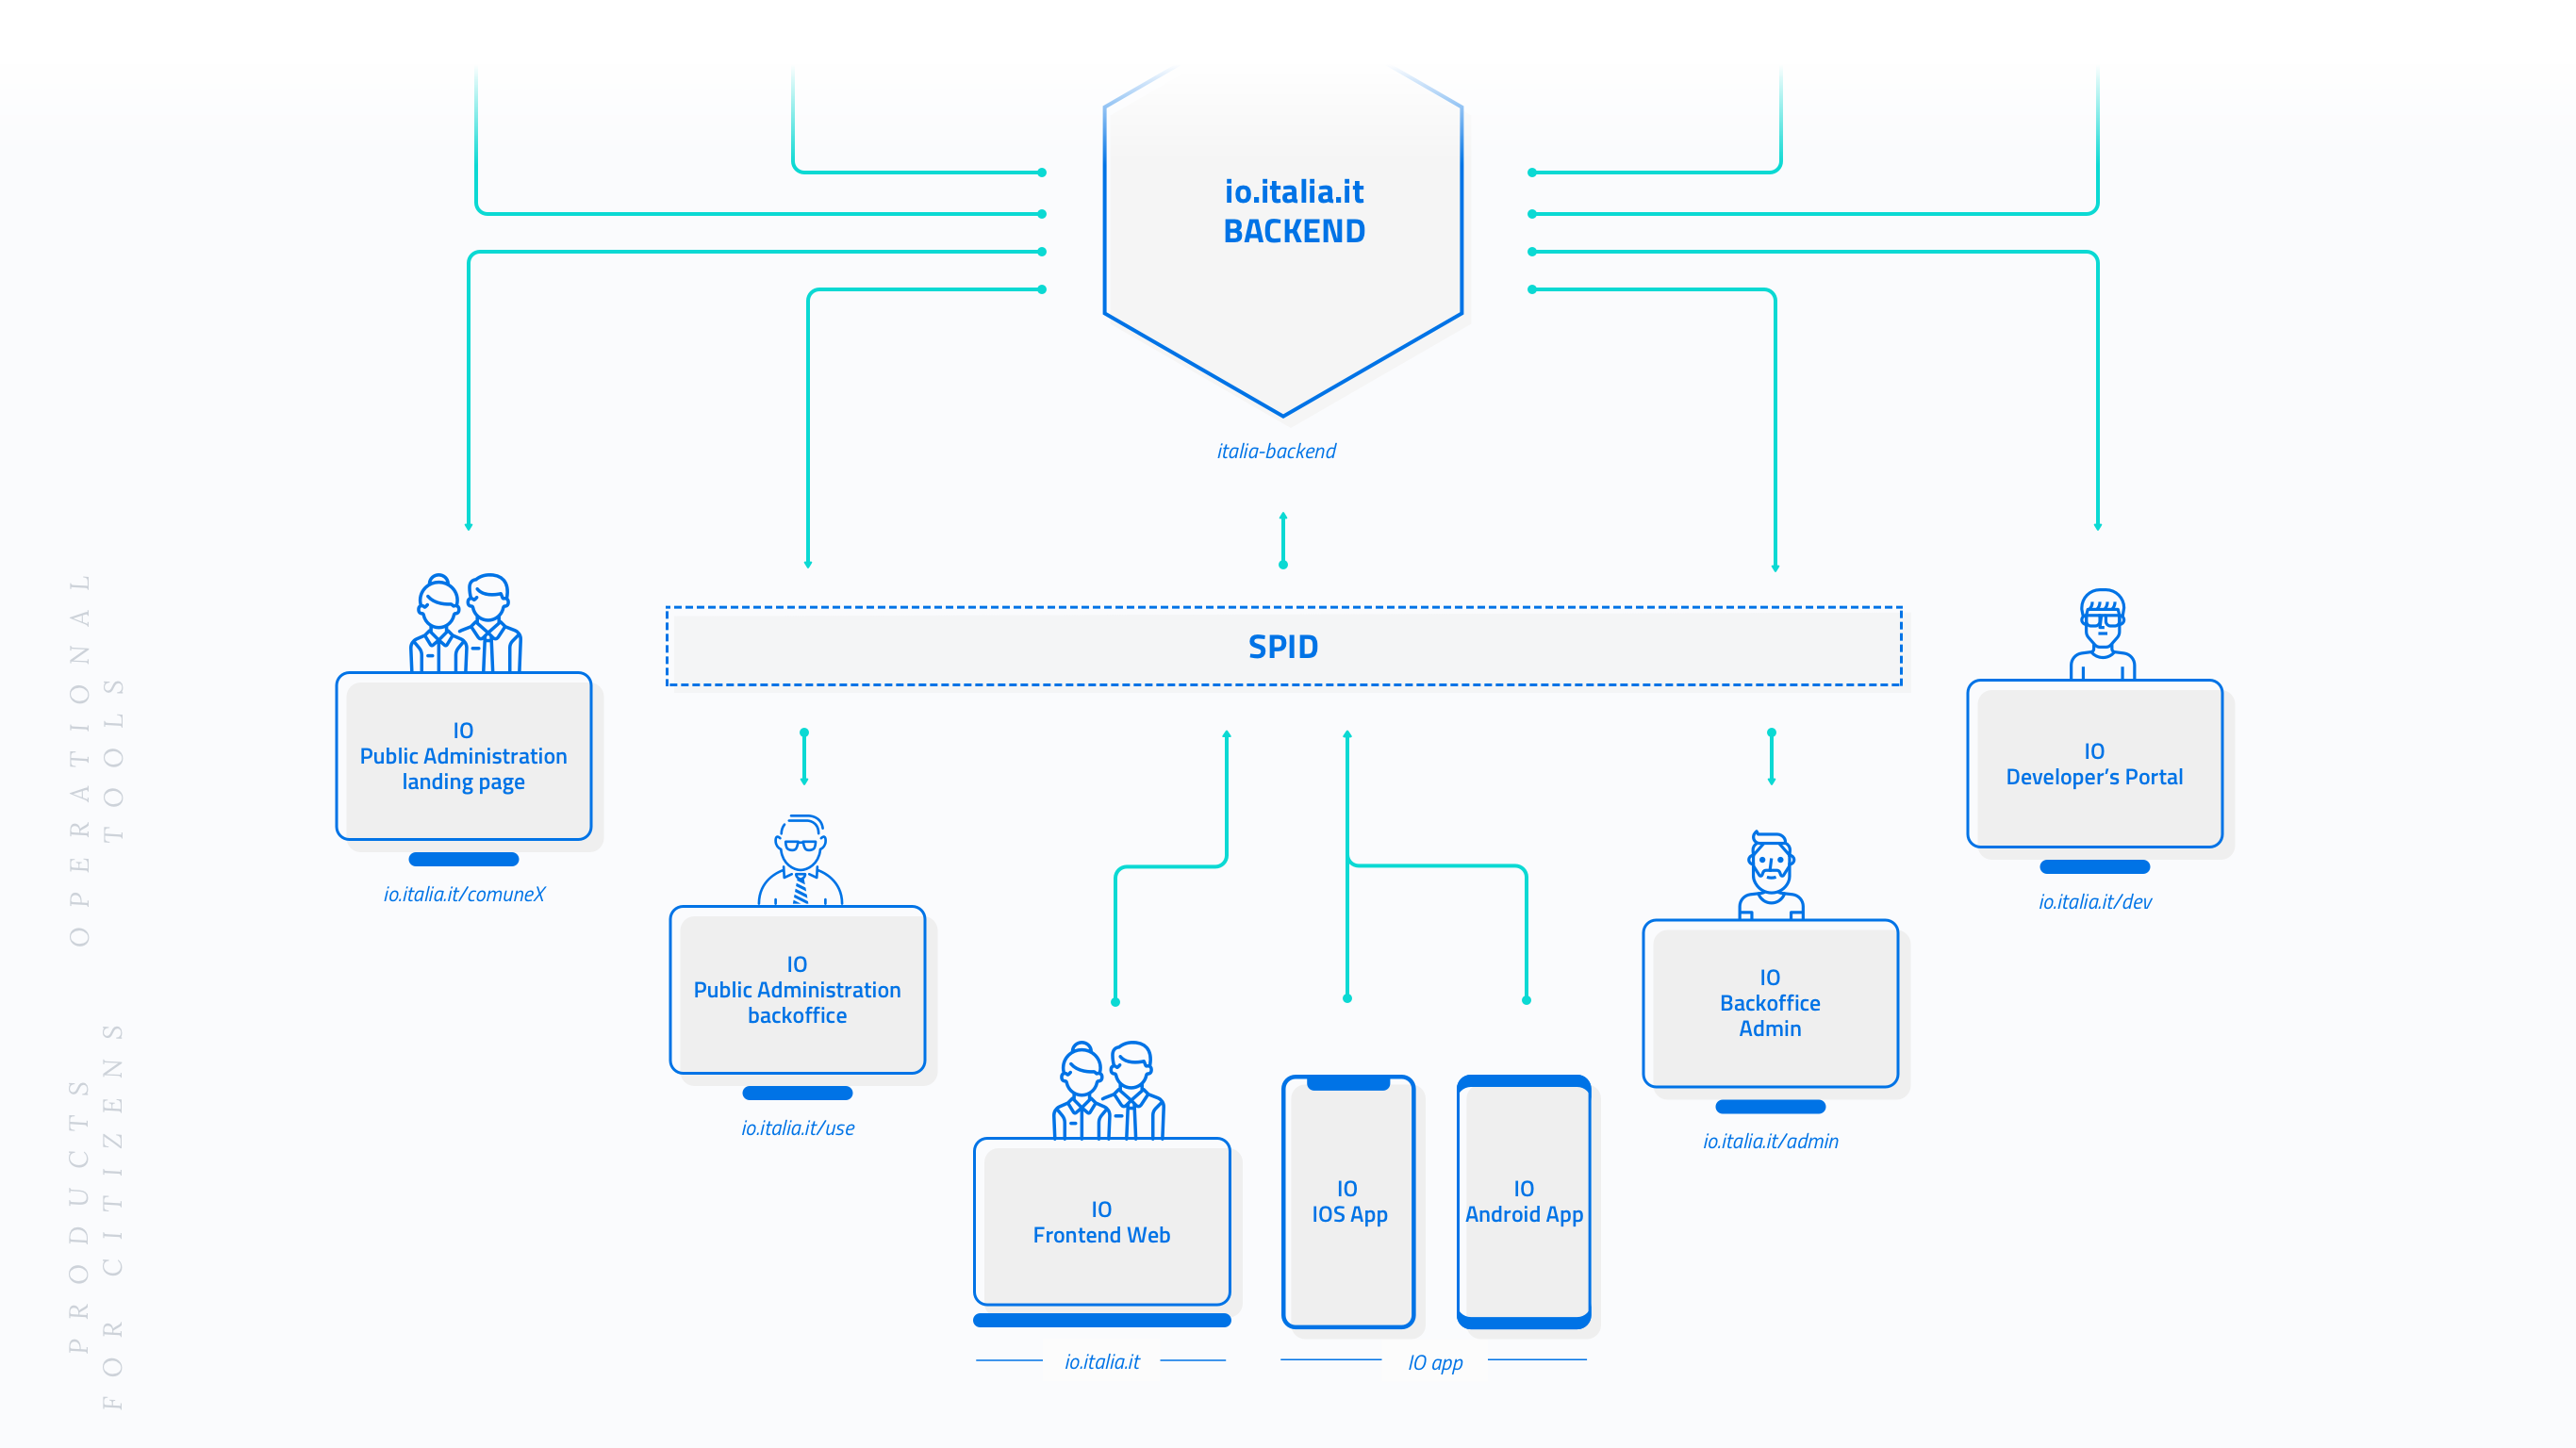 io.italia.it
BACKEND
italia-backend
SPID
IO
Public Administration
landing page
io.italia.it/comuneX
IO
Developer’s Portal
io.italia.it/dev
IO
Public Administration
backoffice
io.italia.it/use
IO
Backoffice
Admin
io.italia.it/admin
IO
Frontend Web
io.italia.it
IO
IOS App
IO
Android App
IO app
OPERATIONAL
TOOLS
PRODUCTS
FOR CITIZENS